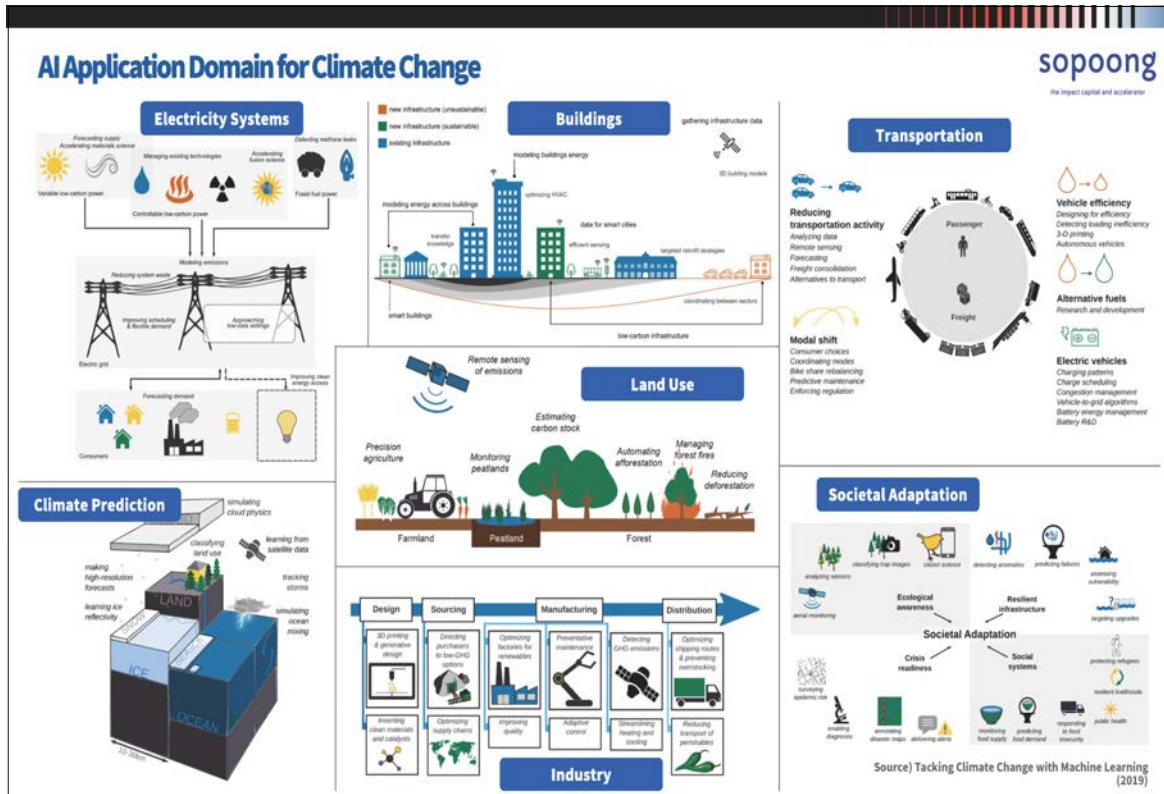 AI Application Domain for Climate Change
sopoong
the impact capital and accelerator
Electricity Systems
Forecasting supply
Accelerating materials science
Managing existing technologies
Accelerating
fusion science
Detecting methane leaks
Variable low-carbon power
Controllable low-carbon power
Fossil fuel power
Modeling emissions
Reducing system waste
Improving scheduling
& flexible demand
Approaching
low-data settings
Electric grid
Improving clean
energy access
Forecasting demand
Consumers
Buildings
new infrastructure (unsustainable)
new infrastructure (sustainable)
existing infrastructure
gathering infrastructure data
3D building models
modeling buildings energy
optimizing HVAC
modeling energy across buildings
transfer
knowledge
data for smart cities
efficient sensing
targeted retrofit strategies
coordinating between sectors
smart buildings
low-carbon infrastructure
Transportation
Reducing
transportation activity
Analyzing data
Remote sensing
Forecasting
Freight consolidation
Alternatives to transport
Modal shift
Consumer choices
Coordinating modes
Bike share rebalancing
Predictive maintenance
Enforcing regulation
Passenger
Freight
Vehicle efficiency
Designing for efficiency
Detecting loading inefficiency
3-D printing
Autonomous vehicles
Alternative fuels
Research and development
Electric vehicles
Charging patterns
Charge scheduling
Congestion management
Vehicle-to-grid algorithms
Battery energy management
Battery R&D
Land Use
Remote sensing
of emissions
Precision
agriculture
Monitoring
peatlands
Estimating
carbon stock
Automating
afforestation
Managing
forest fires
Reducing
deforestation
Farmland
Peatland
Forest
Climate Prediction
simulating
cloud physics
classifying
land use
learning from
satellite data
making
high-resolution
forecasts
tracking
storms
learning ice
reflectivity
simulating
ocean
mixing
LAND
SNOW
SEA ICE
ICE
OCEAN
10-30km
Design
Sourcing
Manufacturing
Distribution
3D printing
& generative
design
Directing
purchasers
to low-GHG
options
Optimizing
factories for
renewables
Preventative
maintenance
Detecting
GHG emissions
Optimizing
shipping routes
& preventing
overstocking
Inventing
clean materials
and catalysts
Optimizing
supply chains
Improving
quality
Adaptive
control
Streamlining
heating and
cooling
Reducing
transport of
perishables
Industry
Societal Adaptation
analyzing sensors
classifying trap images
citizen science
detecting anomalies
predicting failures
assessing
vulnerability
aerial monitoring
Ecological
awareness
Resilient
infrastructure
targeting upgrades
Societal Adaptation
Crisis
readiness
Social
systems
protecting refugees
surveying
epidemic risk
resilient livelihoods
enabling
diagnosis
annotating
disaster maps
delivering alerts
monitoring
food supply
predicting
food demand
responding
to food
insecurity
public health
Source) Tacking Climate Change with Machine Learning
(2019)